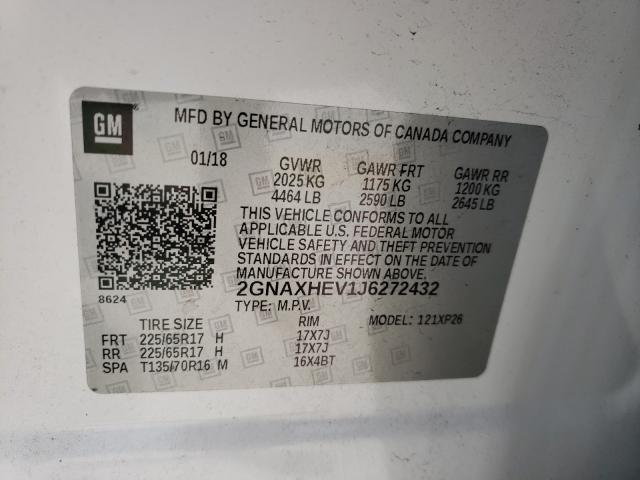 GM
MFD BY GENERAL MOTORS OF CANADA COMPANY
01/18 GVWR GAWR FRT GAWR RR
2025 KG 1175 KG 1200 KG
4464 LB 2590 LB 2645 LB
THIS VEHICLE CONFORMS TO ALL
APPLICABLE U.S. FEDERAL MOTOR
VEHICLE SAFETY AND THEFT PREVENTION
STANDARDS IN EFFECT ON THE DATE OF
MANUFACTURE SHOWN ABOVE.
8624 2GNAXHEV1J6272432
TYPE: M.P.V. MODEL: 121XP26
TIRE SIZE RIM
FRT 225/65R17 H 17X7J
RR 225/65R17 H 17X7J
SPA T135/70R16 M 16X4BT